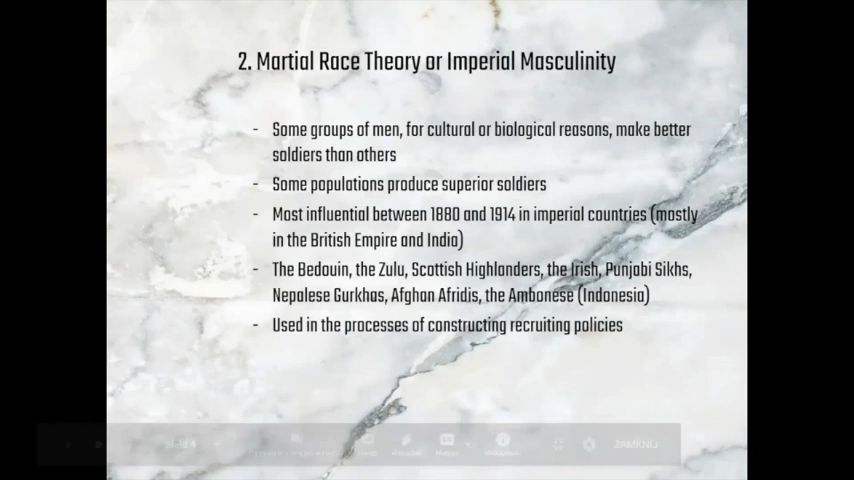 2. Martial Race Theory or Imperial Masculinity
- Some groups of men, for cultural or biological reasons, make better
soldiers than others
- Some populations produce superior soldiers
- Most influential between 1880 and 1914 in imperial countries (mostly
in the British Empire and India)
- The Bedouin, the Zulu, Scottish Highlanders, the Irish, Punjabi Sikhs,
Nepalese Gurkhas, Afghan Afridis, the Ambonese (Indonesia)
- Used in the processes of constructing recruiting policies